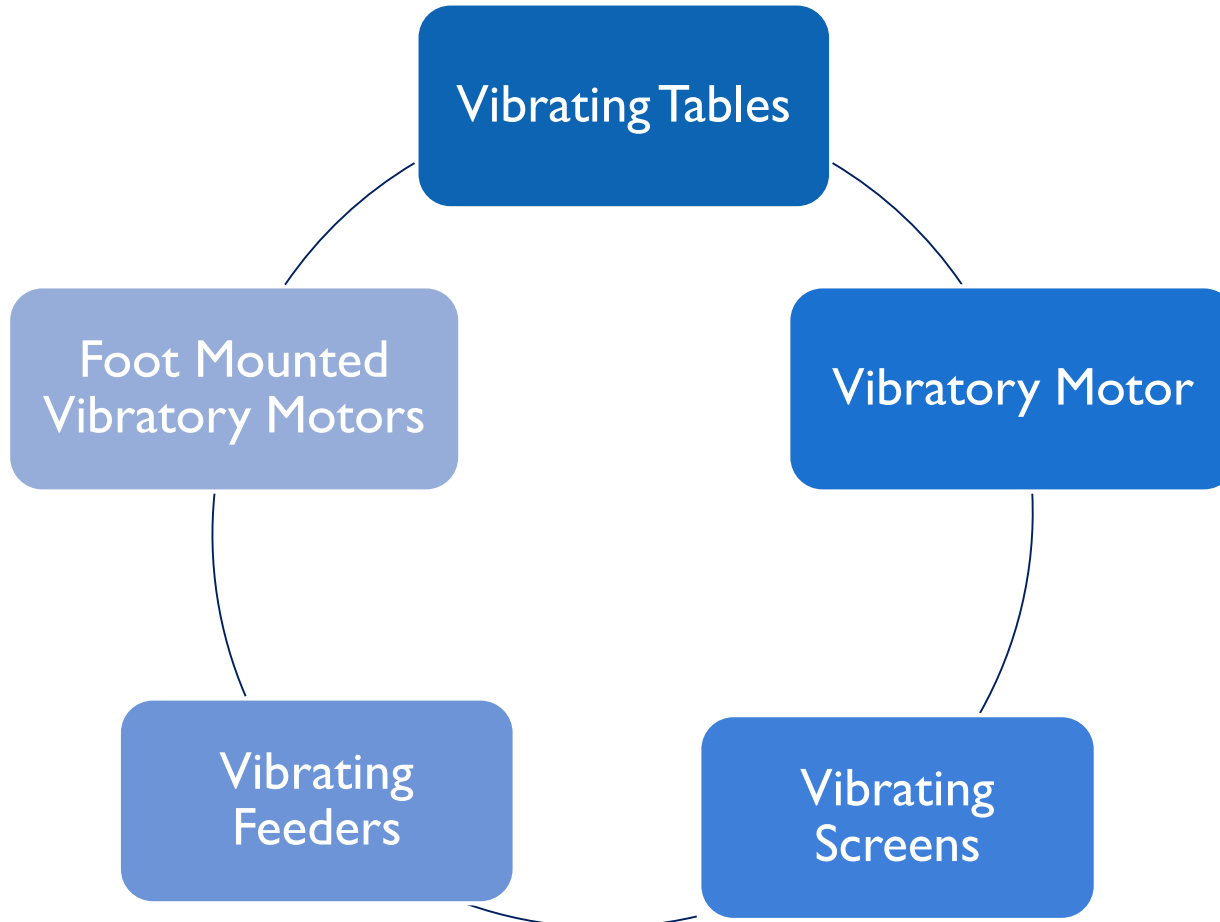 Vibrating Tables
Foot Mounted
Vibratory Motors
Vibratory Motor
Vibrating
Feeders
Vibrating
Screens